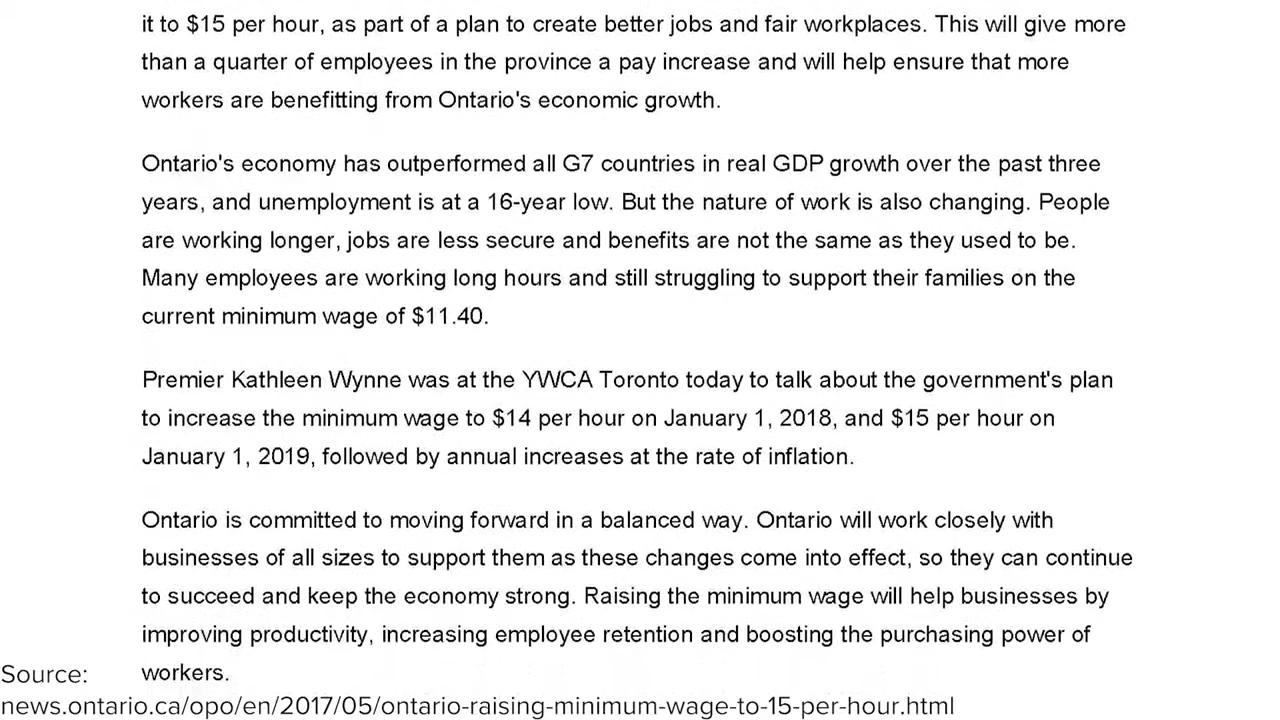 it to $15 per hour, as part of a plan to create better jobs and fair workplaces. This will give more
than a quarter of employees in the province a pay increase and will help ensure that more
workers are benefitting from Ontario's economic growth.
Ontario's economy has outperformed all G7 countries in real GDP growth over the past three
years, and unemployment is at a 16-year low. But the nature of work is also changing. People
are working longer, jobs are less secure and benefits are not the same as they used to be.
Many employees are working long hours and still struggling to support their families on the
current minimum wage of $11.40.
Premier Kathleen Wynne was at the YWCA Toronto today to talk about the government's plan
to increase the minimum wage to $14 per hour on January 1, 2018, and $15 per hour on
January 1, 2019, followed by annual increases at the rate of inflation.
Ontario is committed to moving forward in a balanced way. Ontario will work closely with
businesses of all sizes to support them as these changes come into effect, so they can continue
to succeed and keep the economy strong. Raising the minimum wage will help businesses by
improving productivity, increasing employee retention and boosting the purchasing power of
workers.
Source:
news.ontario.ca/opo/en/2017/05/ontario-raising-minimum-wage-to-15-per-hour.html